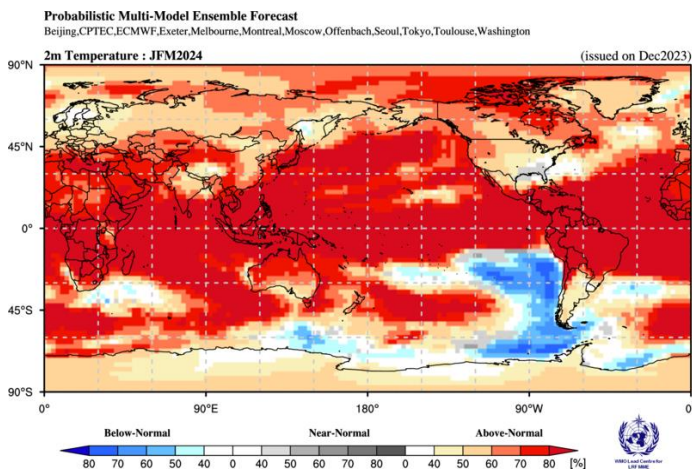 Probabilistic Multi-Model Ensemble Forecast
Beijing,CPTEC,ECMWF,Exeter,Melbourne,Montreal,Moscow,Offenbach,Seoul,Tokyo,Toulouse,Washington
2m Temperature : JFM2024 (issued on Dec2023)
90°N
45°N
0°
45°S
90°S
0° 90°E 180° 90°W 0
Below-Normal Near-Normal Above-Normal
80 70 60 50 40 0 40 50 60 70 80 0 40 50 60 70 80 [%]
WMO Lead Centre for
LRF MME